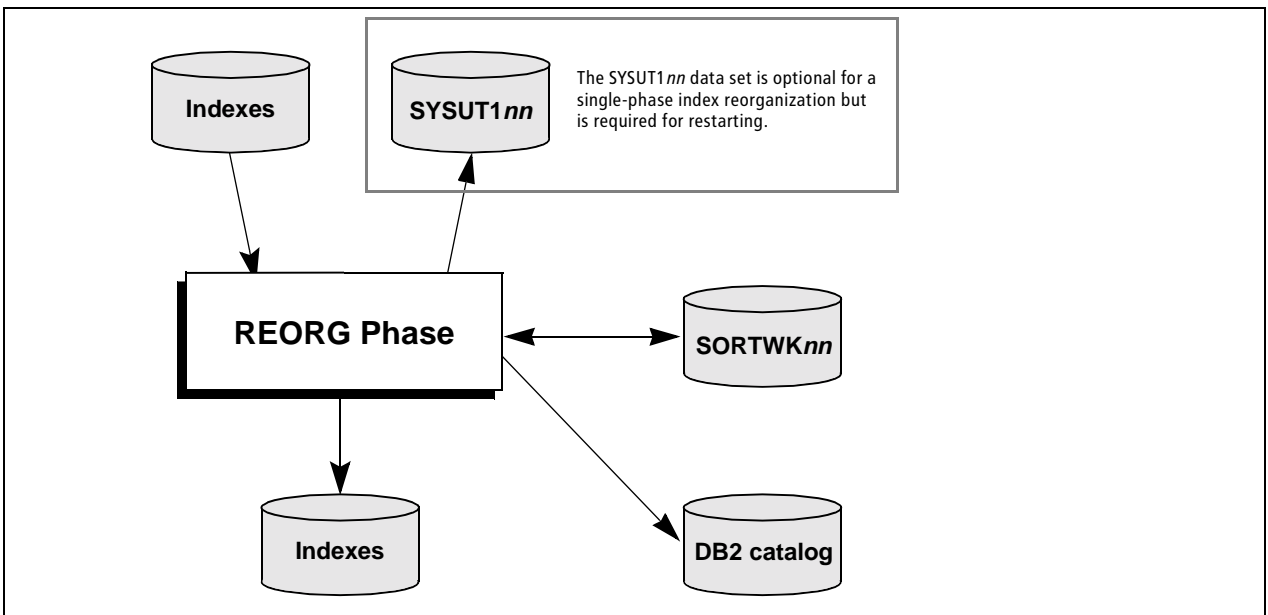 Indexes
SYSUT1nn
The SYSUT1nn data set is optional for a
single-phase index reorganization but
is required for restarting.
REORG Phase
SORTWKnn
Indexes
DB2 catalog